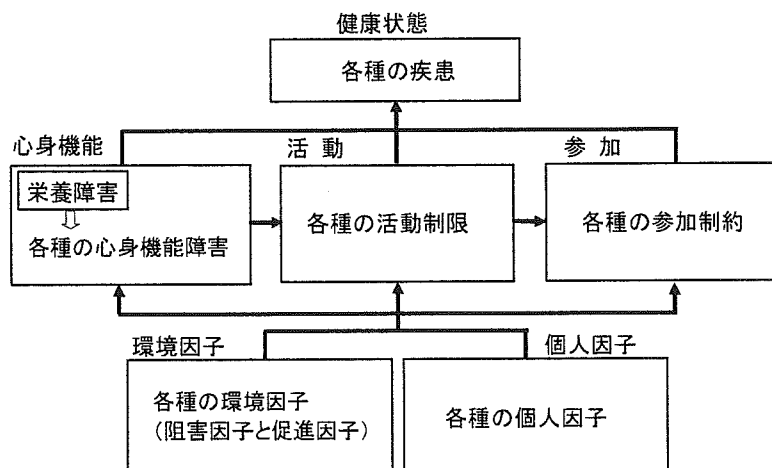 健康状態
各種の疾患
心身機能
活 動
参 加
栄養障害
各種の心身機能障害
各種の活動制限
各種の参加制約
環境因子
個人因子
各種の環境因子
(阻害因子と促進因子)
各種の個人因子